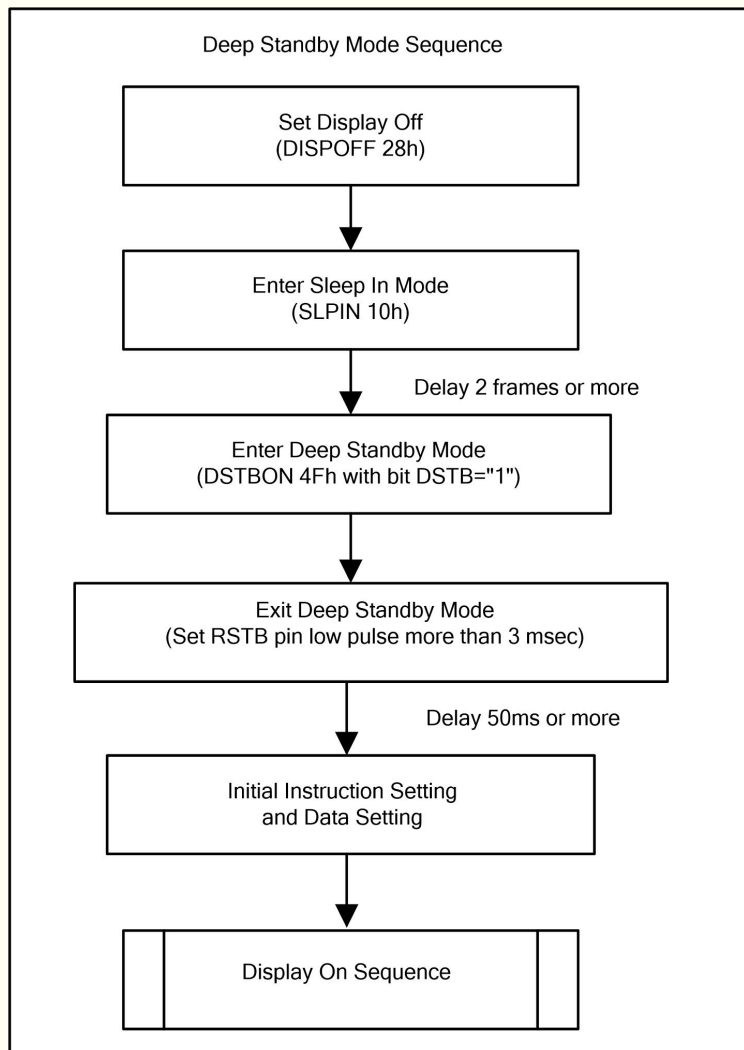 Deep Standby Mode Sequence
Set Display Off
(DISPOFF 28h)
Enter Sleep In Mode
(SLPIN 10h)
Delay 2 frames or more
Enter Deep Standby Mode
(DSTBON 4Fh with bit DSTB="1")
Exit Deep Standby Mode
(Set RSTB pin low pulse more than 3 msec)
Delay 50ms or more
Initial Instruction Setting
and Data Setting
Display On Sequence